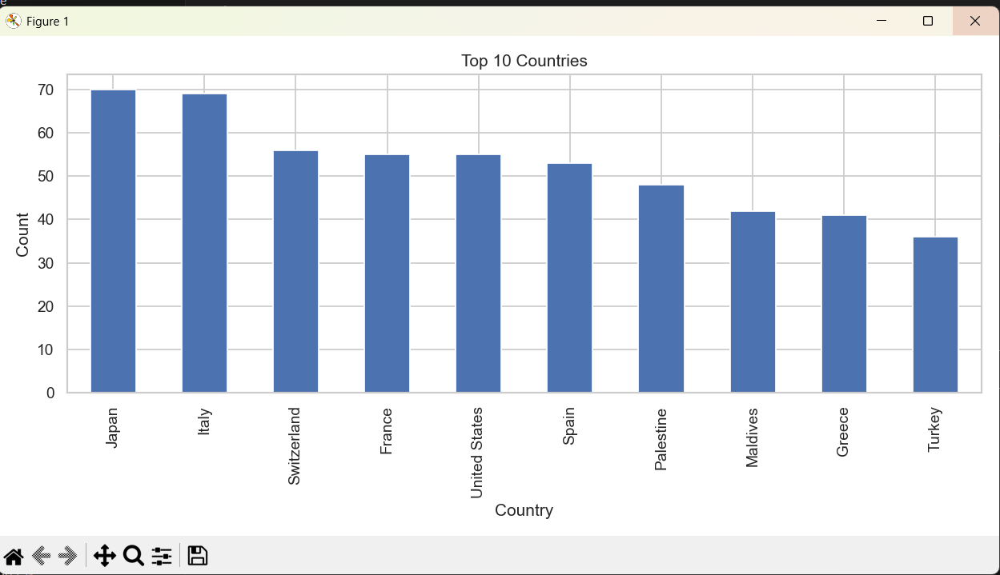 Figure 1
Top 10 Countries
70
60
50
40
30
20
10
0
Count
Japan
Italy
Switzerland
France
United States
Spain
Palestine
Maldives
Greece
Turkey
Country